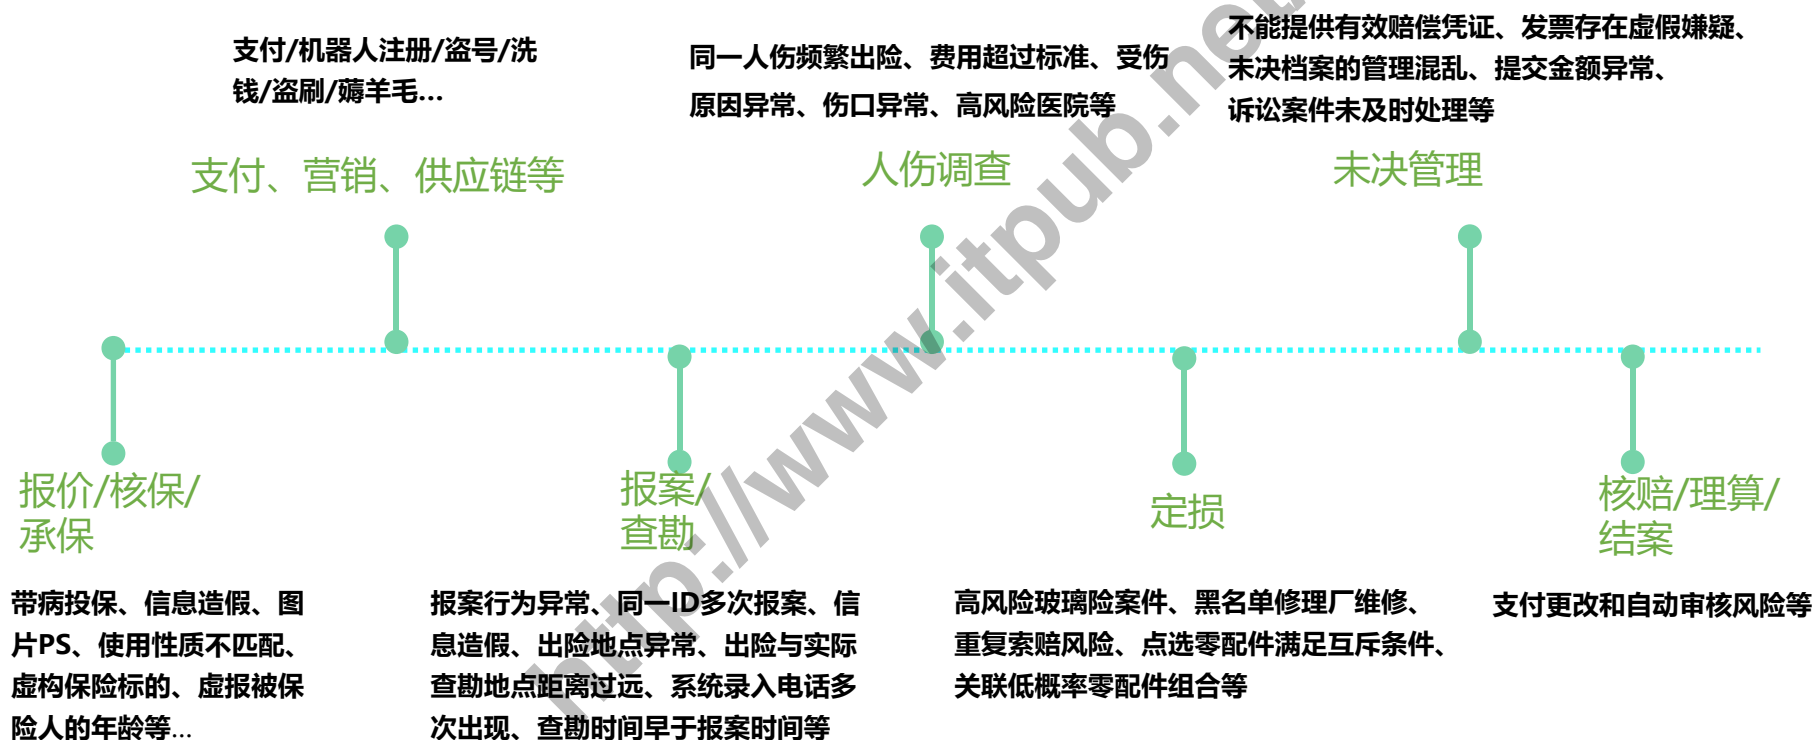 支付/机器人注册/盗号/洗
钱/盗刷/薅羊毛...
支付、营销、供应链等
同一人伤频繁出险、费用超过标准、受伤
原因异常、伤口异常、高风险医院等
人伤调查
不能提供有效赔偿凭证、发票存在虚假嫌疑、
未决档案的管理混乱、提交金额异常、
诉讼案件未及时处理等
未决管理
报价/核保/
承保
带病投保、信息造假、图
片PS、使用性质不匹配、
虚构保险标的、虚报被保
险人的年龄等...
报案/
查勘
报案行为异常、同一ID多次报案、信
息造假、出险地点异常、出险与实际
查勘地点距离过远、系统录入电话多
次出现、查勘时间早于报案时间等
定损
高风险玻璃险案件、黑名单修理厂维修、
重复索赔风险、点选零配件满足互斥条件、
关联低概率零配件组合等
核赔/理算/
结案
支付更改和自动审核风险等
http://www.itpub.net/